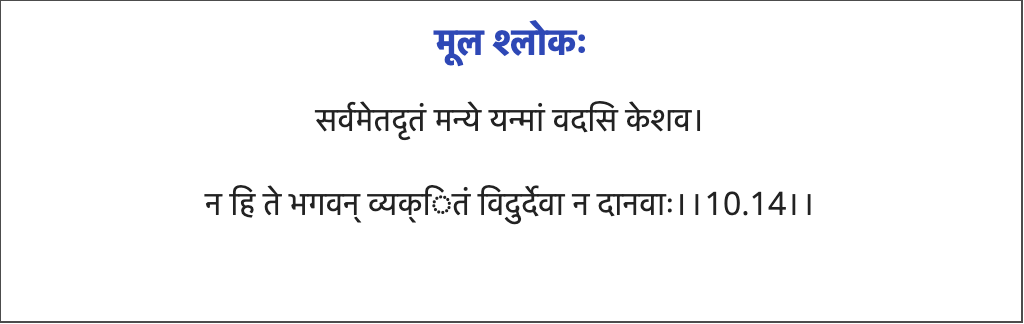 मूल श्लोकः
सर्वमेतदृतं मन्ये यन्मां वदसि केशव।
न हि ते भगवन् व्यक्ितं विदुर्देवा न दानवाः।।10.14।।